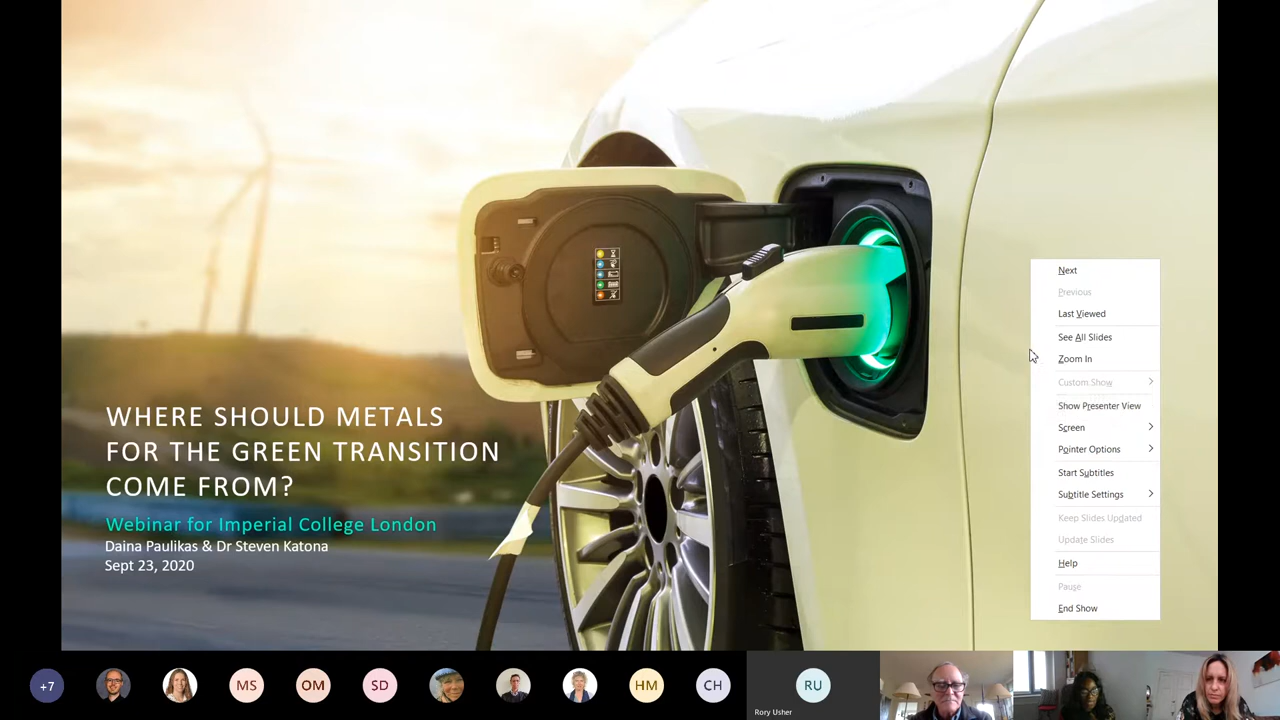 WHERE SHOULD METALS
FOR THE GREEN TRANSITION
COME FROM?
Webinar for Imperial College London
Daina Paulikas & Dr Steven Katona
Sept 23, 2020
Next
Previous
Last Viewed
See All Slides
Zoom In
Custom Show
Show Presenter View
Screen
Pointer Options
Start Subtitles
Subtitle Settings
Keep Slides Updated
Update Slides
Help
Pause
End Show
+7
MS
OM
SD
HM
CH
RU
Rory Usher